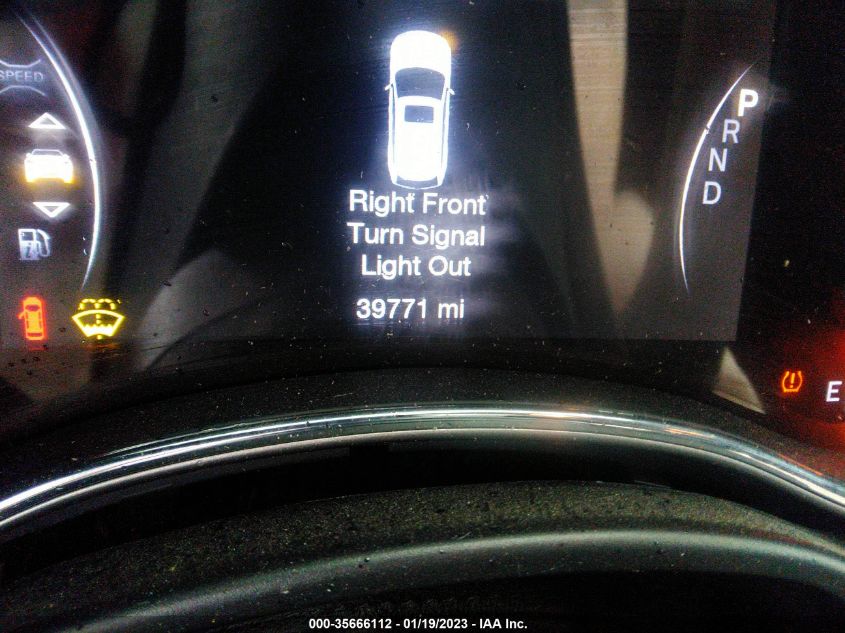 SPEED
P
R
N
D
Right Front
Turn Signal
Light Out
39771 mi
E
000-35666112 - 01/19/2023 - IAA Inc.